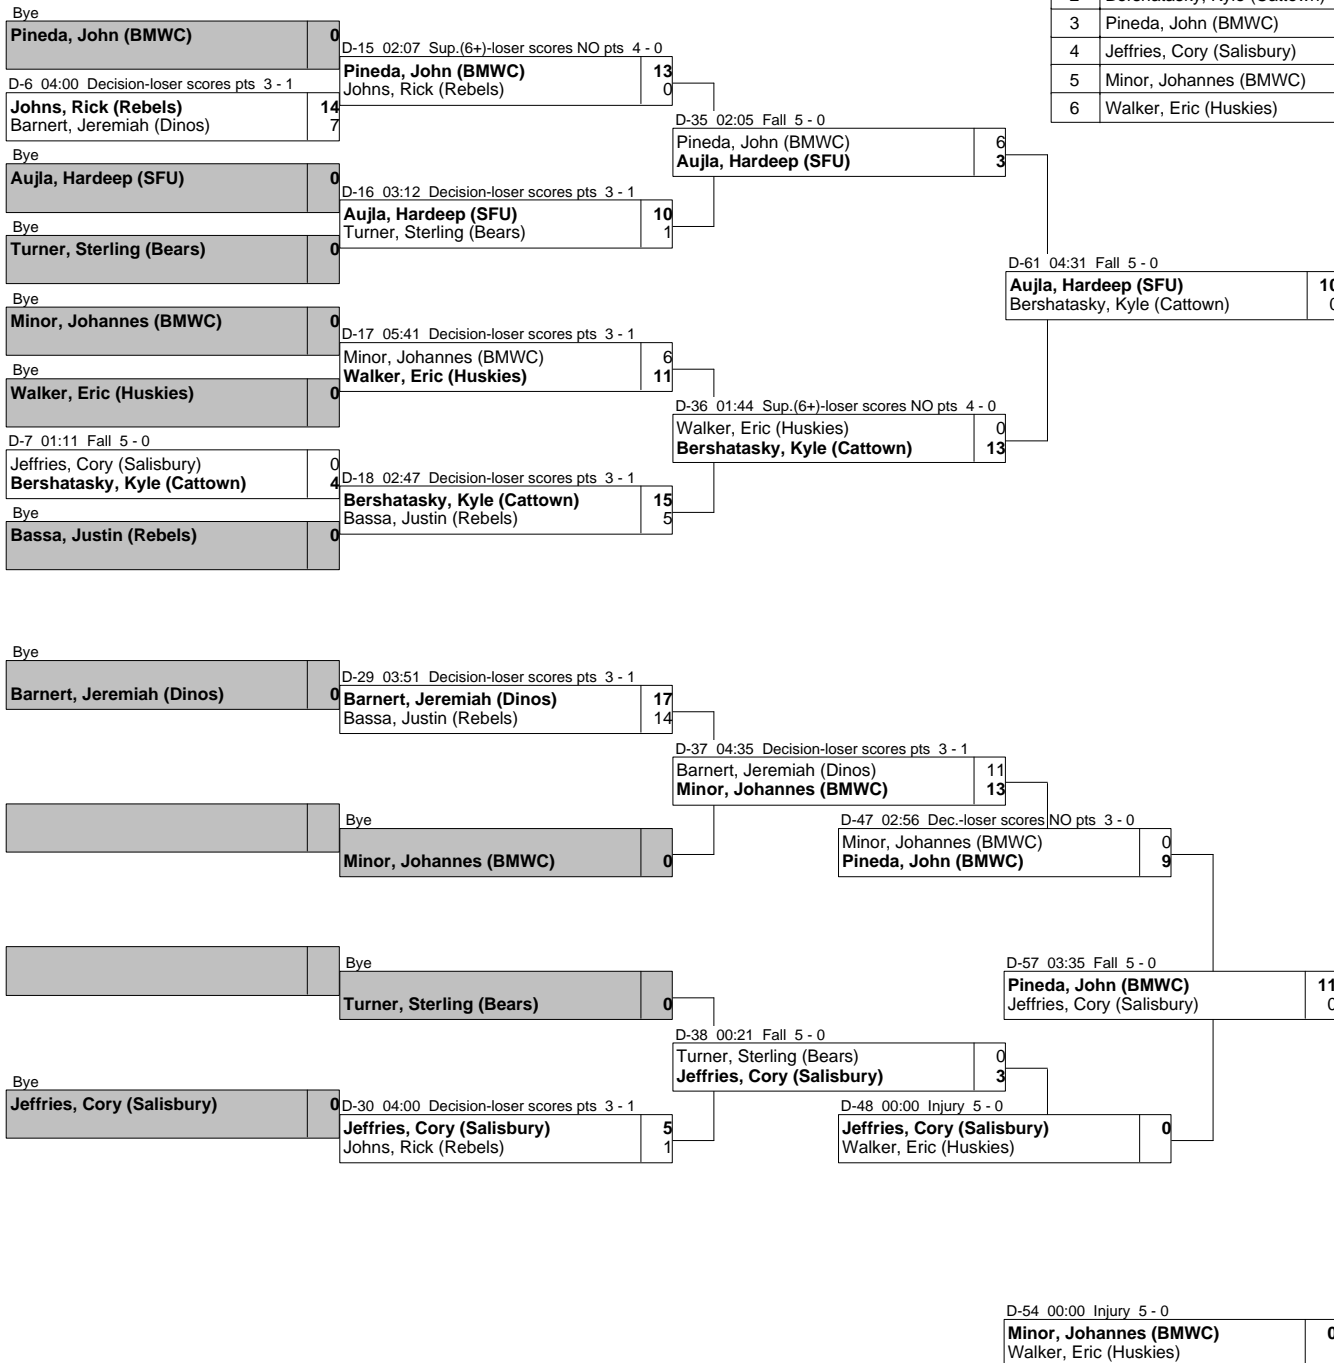 Bye
Pineda, John (BMWC) 0
D-6 04:00 Decision-loser scores pts 3 - 1
Johns, Rick (Rebels) 14
Barnert, Jeremiah (Dinos) 7
Bye
Aujla, Hardeep (SFU) 0
Bye
Turner, Sterling (Bears) 0
Bye
Minor, Johannes (BMWC) 0
Bye
Walker, Eric (Huskies) 0
D-7 01:11 Fall 5 - 0
Jeffries, Cory (Salisbury) 0
Bershatasky, Kyle (Cattown) 4
Bye
Bassa, Justin (Rebels) 0
D-15 02:07 Sup.(6+)-loser scores NO pts 4 - 0
Pineda, John (BMWC) 13
Johns, Rick (Rebels) 0
D-16 03:12 Decision-loser scores pts 3 - 1
Aujla, Hardeep (SFU) 10
Turner, Sterling (Bears) 1
D-17 05:41 Decision-loser scores pts 3 - 1
Minor, Johannes (BMWC) 6
Walker, Eric (Huskies) 11
D-18 02:47 Decision-loser scores pts 3 - 1
Bershatasky, Kyle (Cattown) 15
Bassa, Justin (Rebels) 5
D-35 02:05 Fall 5 - 0
Pineda, John (BMWC) 6
Aujla, Hardeep (SFU) 3
D-36 01:44 Sup.(6+)-loser scores NO pts 4 - 0
Walker, Eric (Huskies) 0
Bershatasky, Kyle (Cattown) 13
D-61 04:31 Fall 5 - 0
Aujla, Hardeep (SFU) 10
Bershatasky, Kyle (Cattown) 0
2 Bershatasky, Kyle (Cattown)
3 Pineda, John (BMWC)
4 Jeffries, Cory (Salisbury)
5 Minor, Johannes (BMWC)
6 Walker, Eric (Huskies)
Bye
Barnert, Jeremiah (Dinos) 0
Bye
Jeffries, Cory (Salisbury) 0
D-29 03:51 Decision-loser scores pts 3 - 1
Barnert, Jeremiah (Dinos) 17
Bassa, Justin (Rebels) 14
Bye
Minor, Johannes (BMWC) 0
Bye
Turner, Sterling (Bears) 0
D-30 04:00 Decision-loser scores pts 3 - 1
Jeffries, Cory (Salisbury) 5
Johns, Rick (Rebels) 1
D-37 04:35 Decision-loser scores pts 3 - 1
Barnert, Jeremiah (Dinos) 11
Minor, Johannes (BMWC) 13
D-38 00:21 Fall 5 - 0
Turner, Sterling (Bears) 0
Jeffries, Cory (Salisbury) 3
D-47 02:56 Dec.-loser scores NO pts 3 - 0
Minor, Johannes (BMWC) 0
Pineda, John (BMWC) 9
D-48 00:00 Injury 5 - 0
Jeffries, Cory (Salisbury) 0
Walker, Eric (Huskies)
D-57 03:35 Fall 5 - 0
Pineda, John (BMWC) 11
Jeffries, Cory (Salisbury) 0
D-54 00:00 Injury 5 - 0
Minor, Johannes (BMWC) 0
Walker, Eric (Huskies)